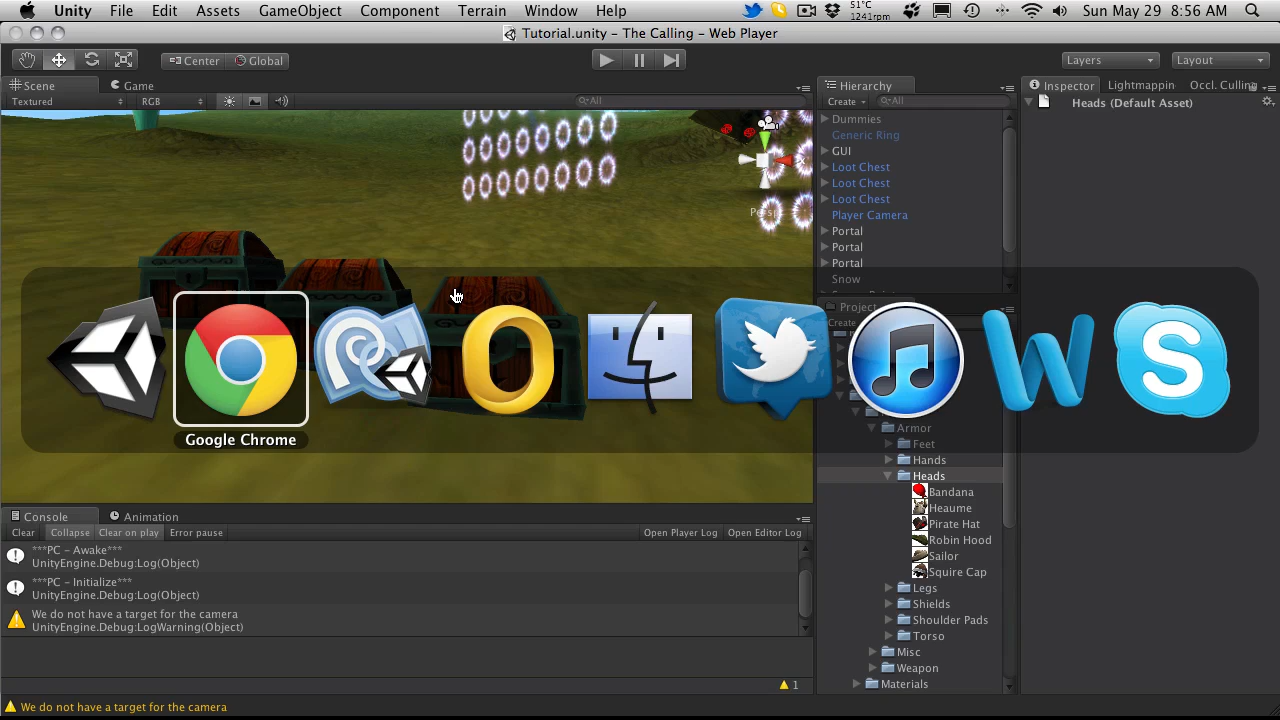 Unity File Edit Assets GameObject Component Terrain Window Help 51°C 1241rpm Sun May 29 8:56 AM
Tutorial.unity - The Calling - Web Player
Center Global Layers Layout
Scene Game Hierarchy Inspector Lightmappin Occl. Culling
Textured RGB All Create All Heads (Default Asset)
Dummies
Generic Ring
GUI
Loot Chest
Loot Chest
Loot Chest
Player Camera
Portal
Portal
Portal
Snow
Persp
Project
Create
Google Chrome
Armor
Feet
Hands
Heads
Bandana
Heaume
Pirate Hat
Robin Hood
Sailor
Squire Cap
Legs
Shields
Shoulder Pads
Torso
Misc
Weapon
Materials
Console Animation
Clear Collapse Clear on play Error pause Open Player Log Open Editor Log
***PC - Awake***
UnityEngine.Debug:Log(Object)
***PC - Initialize***
UnityEngine.Debug:Log(Object)
We do not have a target for the camera
UnityEngine.Debug:LogWarning(Object)
1
We do not have a target for the camera